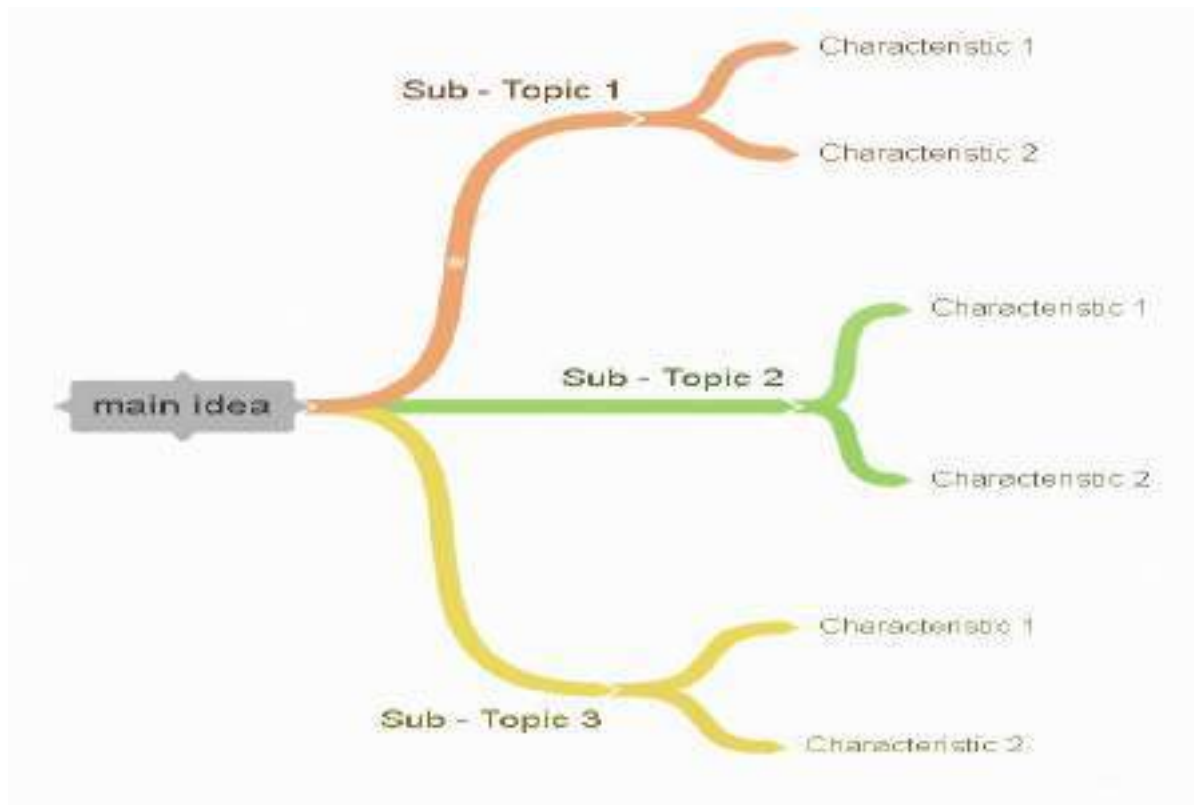 Characteristic 1
Sub - Topic 1
Characteristic 2
Characteristic 1
Sub - Topic 2
main idea
Characteristic 2
Characteristic 1
Sub - Topic 3
Characteristic 2